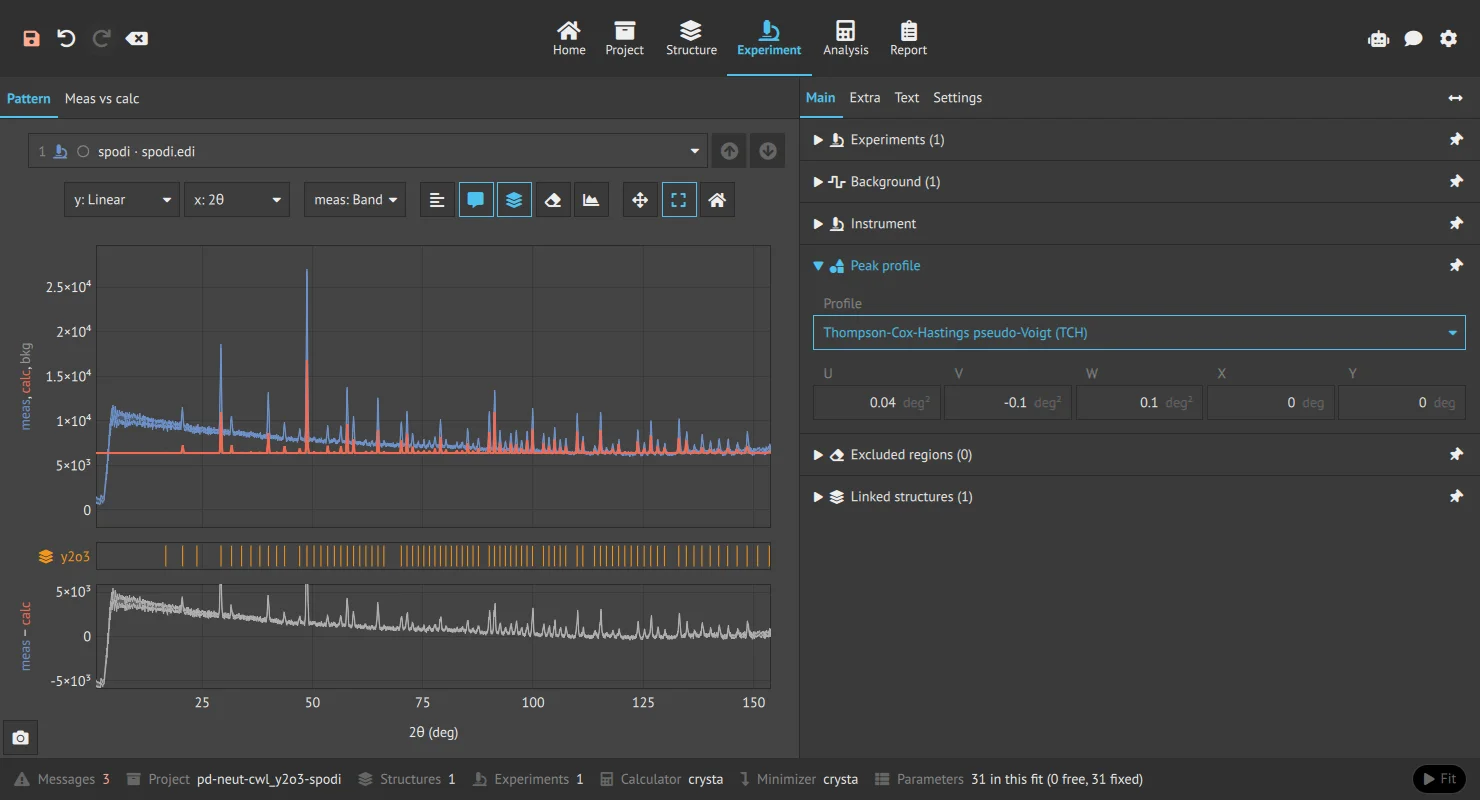 Home
Project
Structure
Experiment
Analysis
Report
Pattern
Meas vs calc
1 spodi · spodi.edi
y: Linear
x: 2θ
meas: Band
2.5×10⁴
2×10⁴
1.5×10⁴
1×10⁴
5×10³
0
meas, calc, bkg
y2o3
5×10³
0
-5×10³
meas − calc
25
50
75
100
125
150
2θ (deg)
Main
Extra
Text
Settings
Experiments (1)
Background (1)
Instrument
Peak profile
Profile
Thompson-Cox-Hastings pseudo-Voigt (TCH)
U
V
W
X
Y
0.04 deg²
-0.1 deg²
0.1 deg²
0 deg
0 deg
Excluded regions (0)
Linked structures (1)
Messages 3
Project pd-neut-cwl_y2o3-spodi
Structures 1
Experiments 1
Calculator crysta
Minimizer crysta
Parameters 31 in this fit (0 free, 31 fixed)
Fit